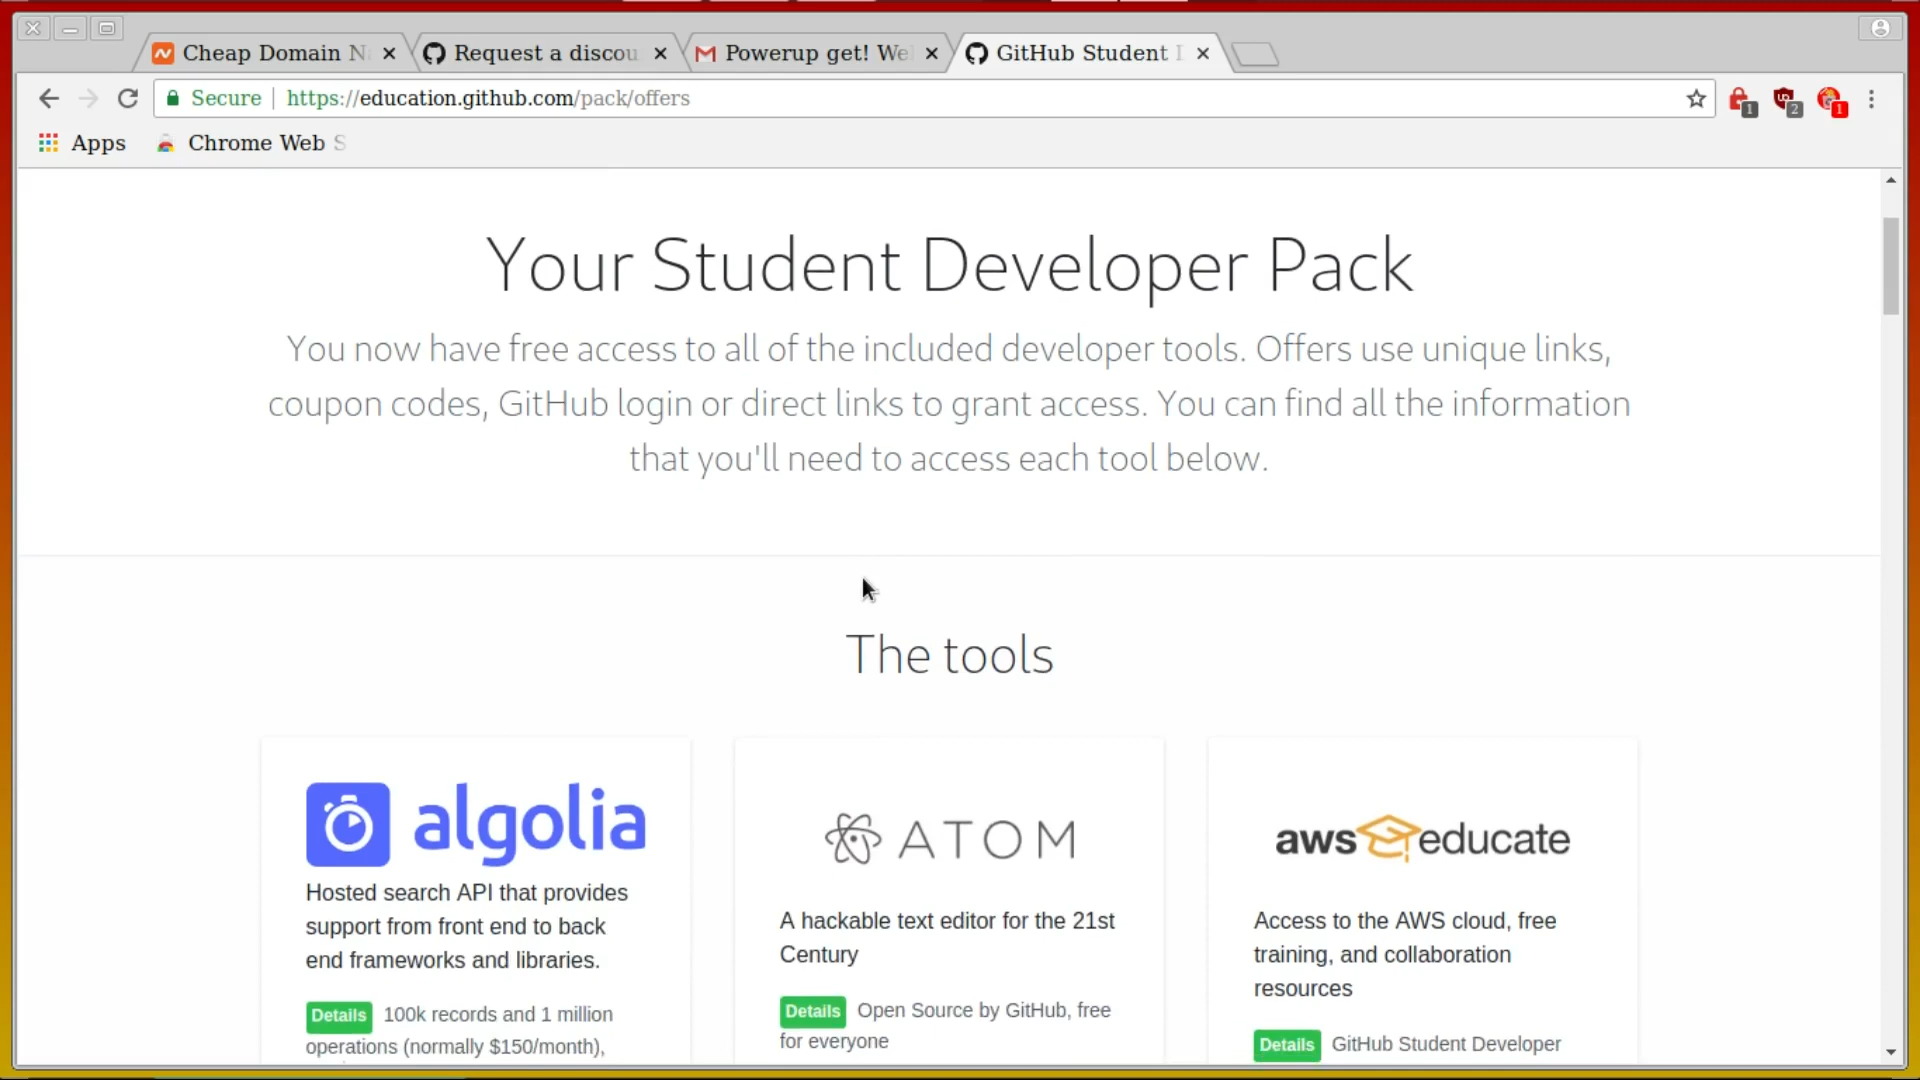 Cheap Domain N
Request a discou
Powerup get! We
GitHub Student
Secure
https://education.github.com/pack/offers
1
2
1
Apps
Chrome Web S
Your Student Developer Pack
You now have free access to all of the included developer tools. Offers use unique links,
coupon codes, GitHub login or direct links to grant access. You can find all the information
that you'll need to access each tool below.
The tools
algolia
Hosted search API that provides
support from front end to back
end frameworks and libraries.
Details 100k records and 1 million
operations (normally $150/month),
ATOM
A hackable text editor for the 21st
Century
Details Open Source by GitHub, free
for everyone
aws educate
Access to the AWS cloud, free
training, and collaboration
resources
Details GitHub Student Developer